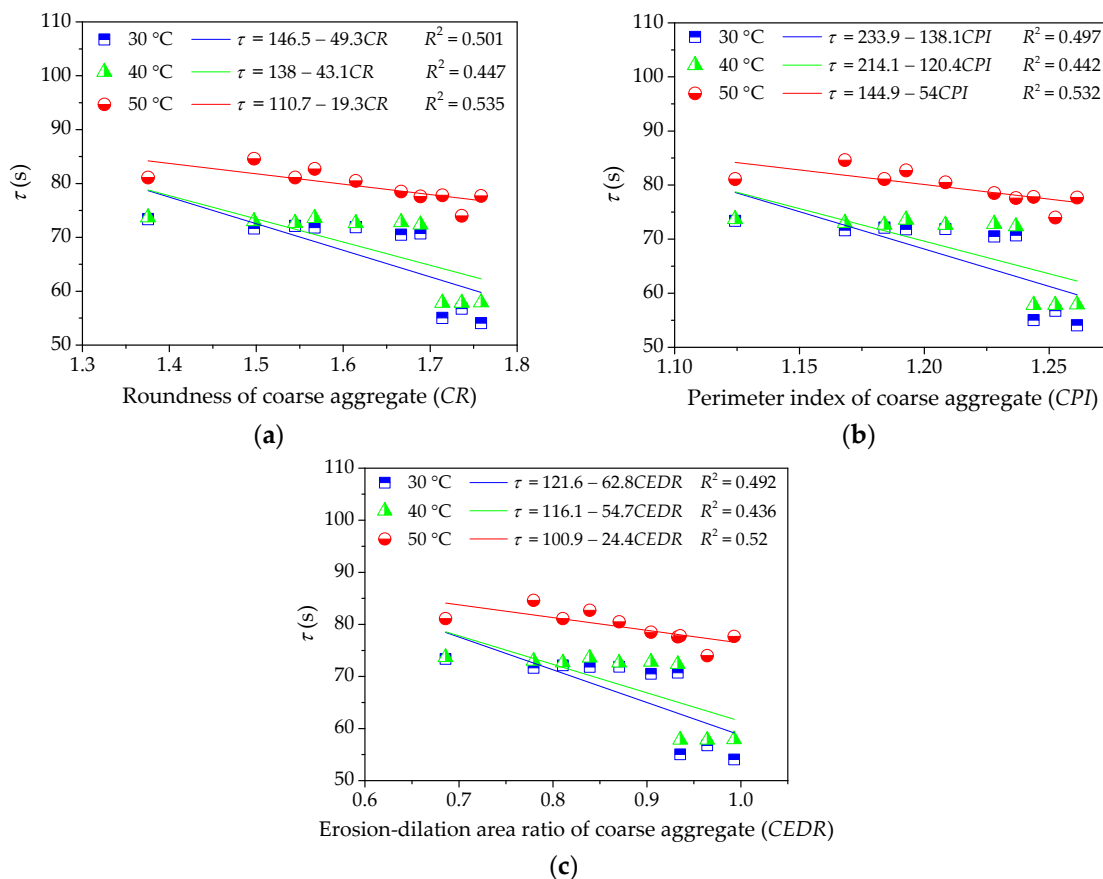 110
100
90
80
70
60
50
τ (s)
30 °C τ = 146.5 – 49.3CR R² = 0.501
40 °C τ = 138 – 43.1CR R² = 0.447
50 °C τ = 110.7 – 19.3CR R² = 0.535
1.3 1.4 1.5 1.6 1.7 1.8
Roundness of coarse aggregate (CR)
(a)
110
100
90
80
70
60
50
τ (s)
30 °C τ = 233.9 – 138.1CPI R² = 0.497
40 °C τ = 214.1 – 120.4CPI R² = 0.442
50 °C τ = 144.9 – 54CPI R² = 0.532
1.10 1.15 1.20 1.25
Perimeter index of coarse aggregate (CPI)
(b)
110
100
90
80
70
60
50
τ (s)
30 °C τ = 121.6 – 62.8CEDR R² = 0.492
40 °C τ = 116.1 – 54.7CEDR R² = 0.436
50 °C τ = 100.9 – 24.4CEDR R² = 0.52
0.6 0.7 0.8 0.9 1.0
Erosion-dilation area ratio of coarse aggregate (CEDR)
(c)